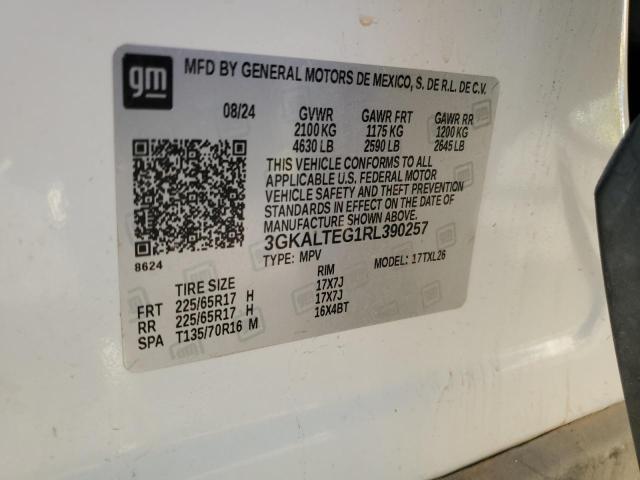 gm
MFD BY GENERAL MOTORS DE MEXICO, S. DE R.L. DE C.V.
08/24 GVWR GAWR FRT GAWR RR
2100 KG 1175 KG 1200 KG
4630 LB 2590 LB 2645 LB
THIS VEHICLE CONFORMS TO ALL
APPLICABLE U.S. FEDERAL MOTOR
VEHICLE SAFETY AND THEFT PREVENTION
STANDARDS IN EFFECT ON THE DATE OF
MANUFACTURE SHOWN ABOVE.
3GKALTEG1RL390257
8624 TYPE: MPV MODEL: 17TXL26
TIRE SIZE RIM
FRT 225/65R17 H 17X7J
RR 225/65R17 H 17X7J
SPA T135/70R16 M 16X4BT